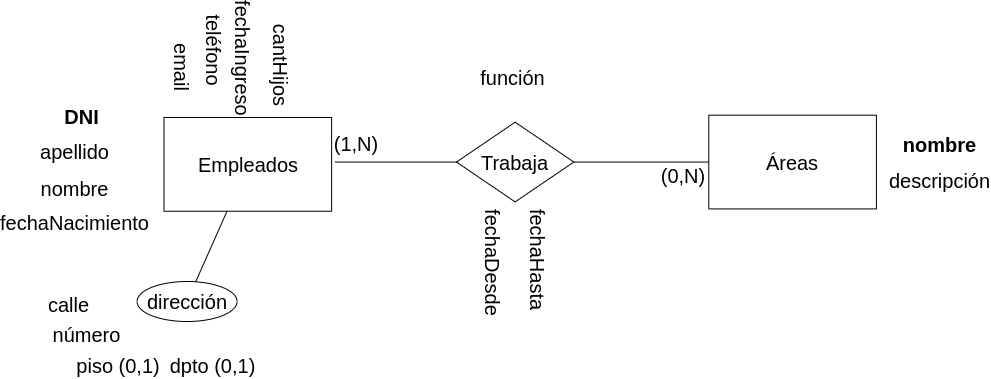 email
teléfono
fechaIngreso
cantHijos
función
DNI
apellido
nombre
fechaNacimiento
Empleados
(1,N)
Trabaja
(0,N)
Áreas
nombre
descripción
fechaDesde
fechaHasta
dirección
calle
número
piso (0,1) dpto (0,1)